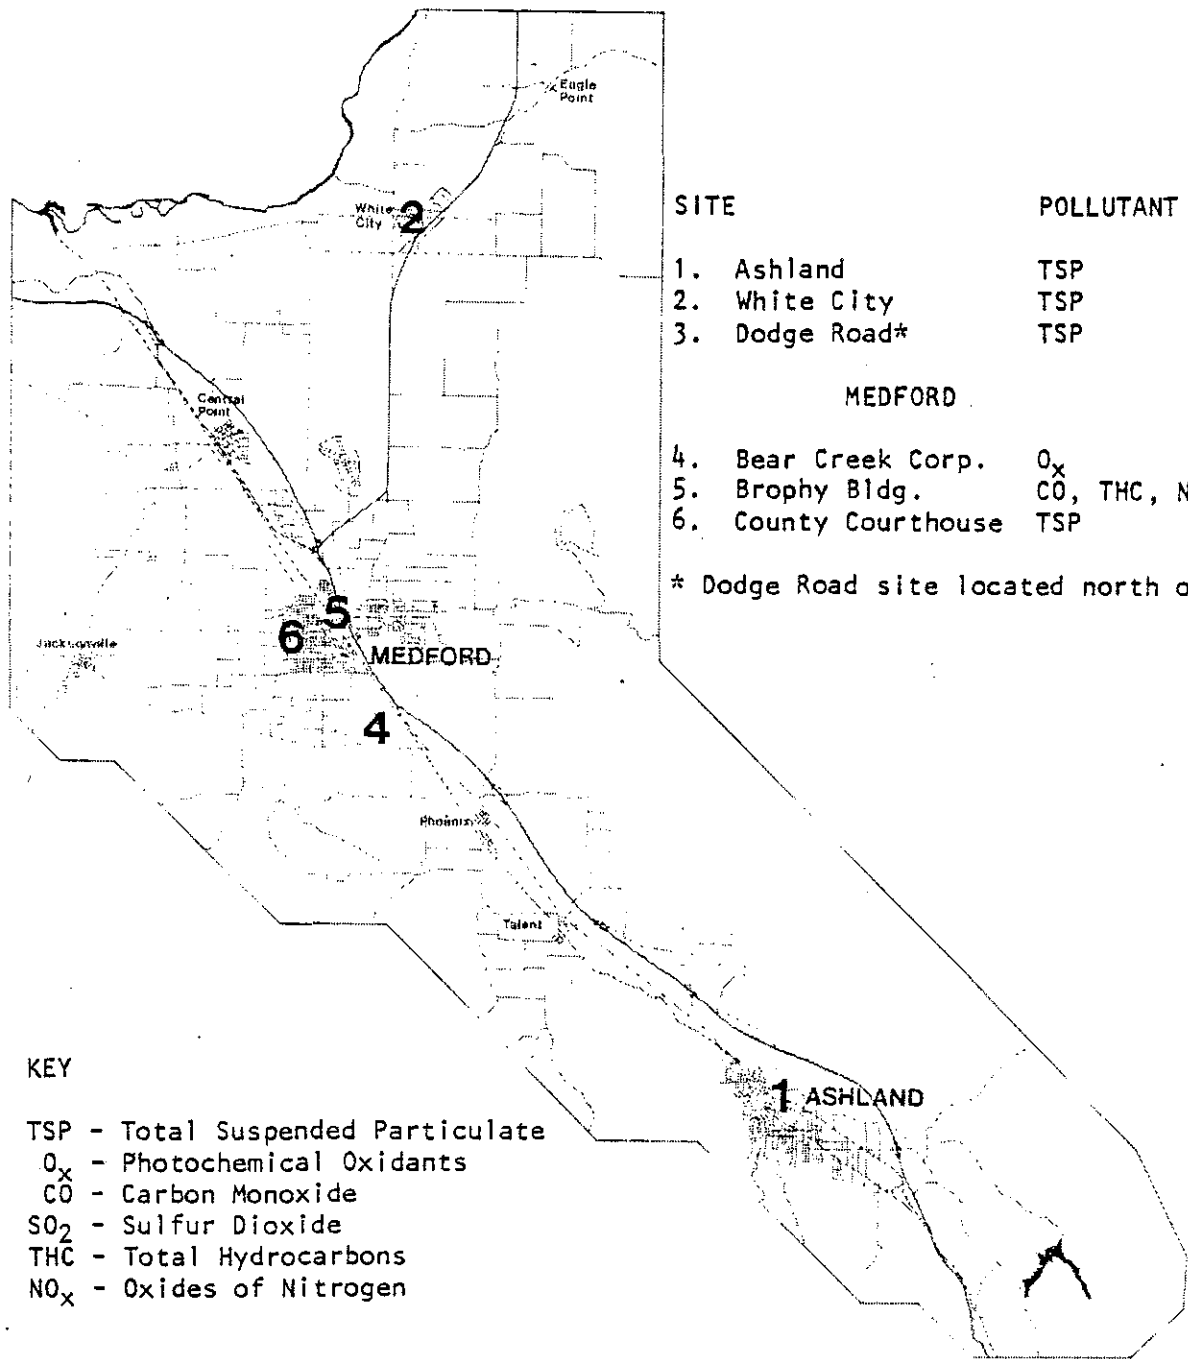 Eagle
Point
White
City
2
SITE POLLUTANT
1. Ashland TSP
2. White City TSP
3. Dodge Road* TSP
MEDFORD
4. Bear Creek Corp. Oₓ
5. Brophy Bldg. CO, THC, N
6. County Courthouse TSP
* Dodge Road site located north o
Central
Point
5
6
Jacksonville
MEDFORD
4
Phoenix
Talent
1 ASHLAND
KEY
TSP - Total Suspended Particulate
Oₓ - Photochemical Oxidants
CO - Carbon Monoxide
SO₂ - Sulfur Dioxide
THC - Total Hydrocarbons
NOₓ - Oxides of Nitrogen